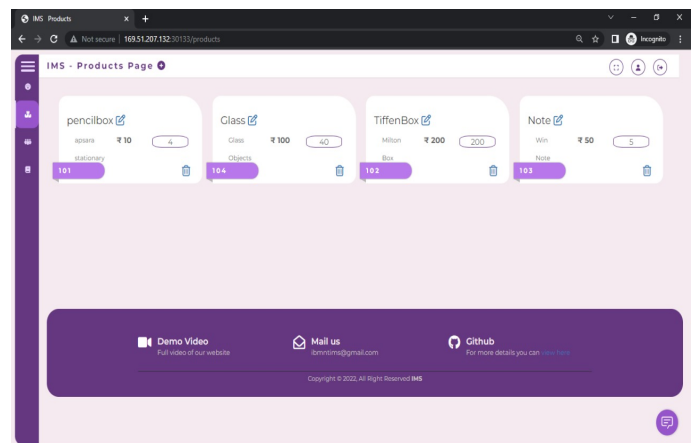 IMS Products
Not secure | 169.51.207.132:30133/products
Incognito
IMS - Products Page
pencilbox
apsara ₹ 10 4
stationary
101
Glass
Glass ₹ 100 40
Objects
104
TiffenBox
Milton ₹ 200 200
Box
102
Note
Win ₹ 50 5
Note
103
Demo Video
Full video of our website
Mail us
ibmntims@gmail.com
Github
For more details you can view here
Copyright © 2022, All Right Reserved IMS